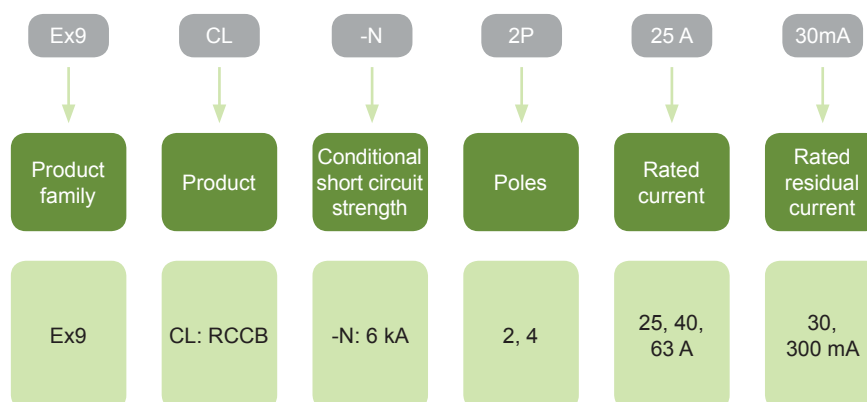 Ex9
CL
-N
2P
25 A
30mA
Product
family
Product
Conditional
short circuit
strength
Poles
Rated
current
Rated
residual
current
Ex9
CL: RCCB
-N: 6 kA
2, 4
25, 40,
63 A
30,
300 mA